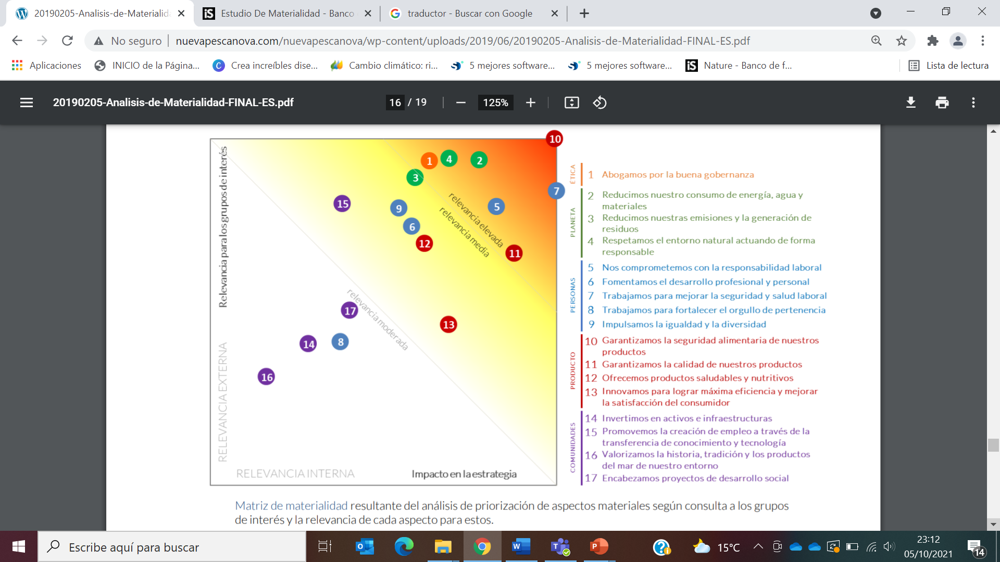 20190205-Analisis-de-Materialida
Estudio De Materialidad - Banco
traductor - Buscar con Google
No seguro
nuevapescanova.com/nuevapescanova/wp-content/uploads/2019/06/20190205-Analisis-de-Materialidad-FINAL-ES.pdf
Aplicaciones
INICIO de la Página...
Crea increíbles dise...
Cambio climático: ri...
5 mejores software...
5 mejores software...
Nature - Banco de f...
Lista de lectura
20190205-Analisis-de-Materialidad-FINAL-ES.pdf
16 / 19
125%
Relevancia para los grupos de interés
RELEVANCIA EXTERNA
10
1
4
2
3
7
15
9
5
6
12
11
relevancia elevada
relevancia media
relevancia moderada
17
13
14
8
16
RELEVANCIA INTERNA
Impacto en la estrategia
ÉTICA
1 Abogamos por la buena gobernanza
PLANETA
2 Reducimos nuestro consumo de energía, agua y
materiales
3 Reducimos nuestras emisiones y la generación de
residuos
4 Respetamos el entorno natural actuando de forma
responsable
PERSONAS
5 Nos comprometemos con la responsabilidad laboral
6 Fomentamos el desarrollo profesional y personal
7 Trabajamos para mejorar la seguridad y salud laboral
8 Trabajamos para fortalecer el orgullo de pertenencia
9 Impulsamos la igualdad y la diversidad
PRODUCTO
10 Garantizamos la seguridad alimentaria de nuestros
productos
11 Garantizamos la calidad de nuestros productos
12 Ofrecemos productos saludables y nutritivos
13 Innovamos para lograr máxima eficiencia y mejorar
la satisfacción del consumidor
COMUNIDADES
14 Invertimos en activos e infraestructuras
15 Promovemos la creación de empleo a través de la
transferencia de conocimiento y tecnología
16 Valorizamos la historia, tradición y los productos
del mar de nuestro entorno
17 Encabezamos proyectos de desarrollo social
Matriz de materialidad resultante del análisis de priorización de aspectos materiales según consulta a los grupos
de interés y la relevancia de cada aspecto para estos.
Escribe aquí para buscar
15°C
23:12
05/10/2021
14